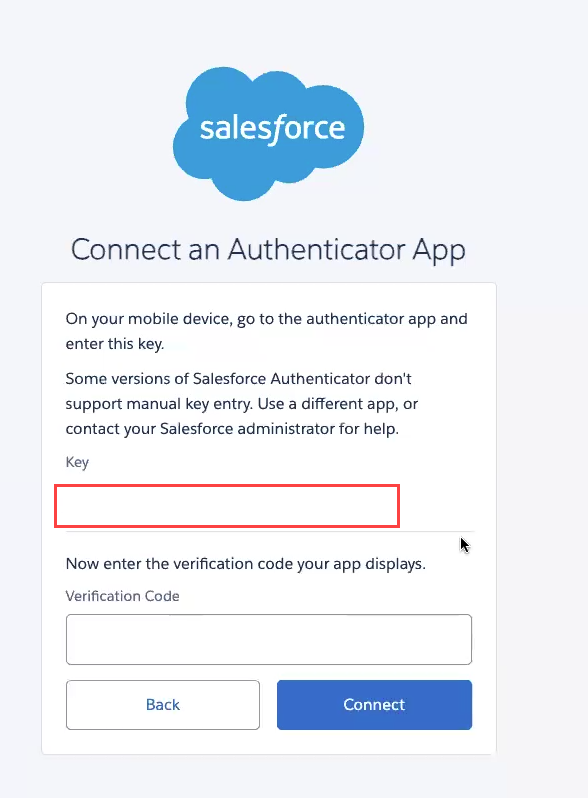 salesforce
Connect an Authenticator App
On your mobile device, go to the authenticator app and
enter this key.
Some versions of Salesforce Authenticator don't
support manual key entry. Use a different app, or
contact your Salesforce administrator for help.
Key
Now enter the verification code your app displays.
Verification Code
Back
Connect